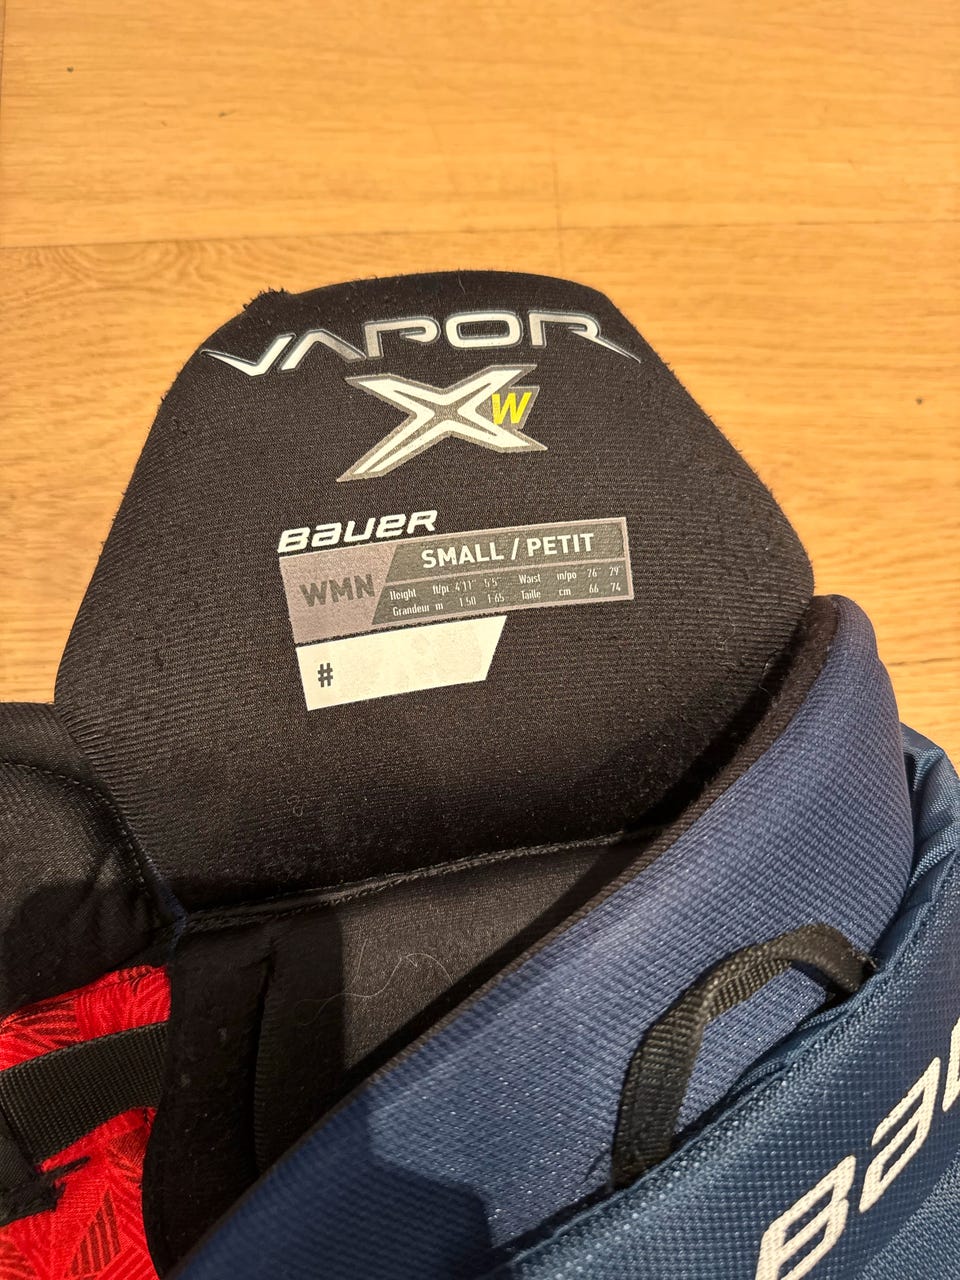 VAPOR
X W
BAUER
WMN
SMALL / PETIT
Height ft/pi 4'11" 5'5" Waist in/po 26" 29"
Grandeur m 1.50 1.65 Taille cm 66 74
#
BaU